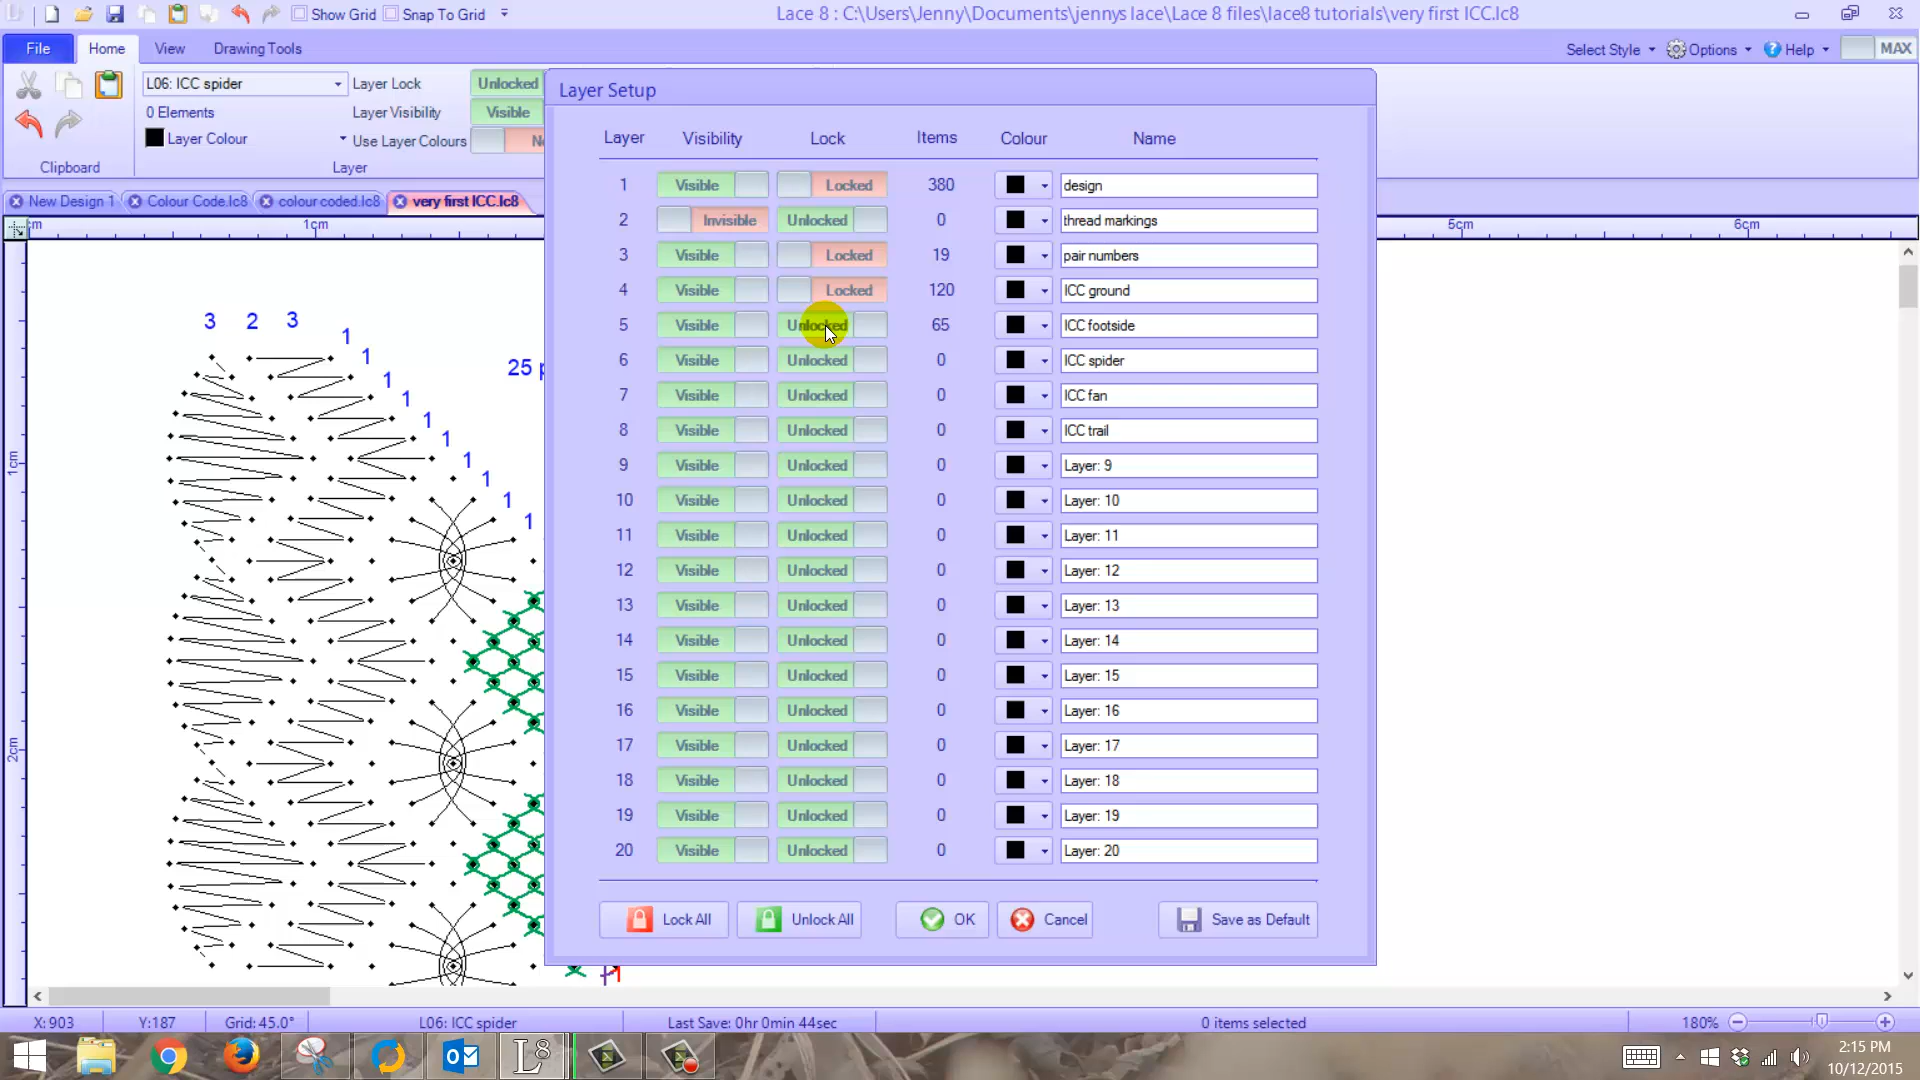 Show Grid Snap To Grid Lace 8 : C:\Users\Jenny\Documents\jennys lace\Lace 8 files\lace8 tutorials\very first ICC.lc8
File Home View Drawing Tools Select Style Options Help MAX
L06: ICC spider Layer Lock Unlocked
0 Elements Layer Visibility Visible
Layer Colour Use Layer Colours
Clipboard Layer
New Design 1 Colour Code.lc8 colour coded.lc8 very first ICC.lc8
1cm 5cm 6cm
1cm
2cm
3 2 3
1
1
1
1
1
1
1
1
1
1
25
Layer Setup
Layer Visibility Lock Items Colour Name
1 Visible Locked 380 design
2 Invisible Unlocked 0 thread markings
3 Visible Locked 19 pair numbers
4 Visible Locked 120 ICC ground
5 Visible Unlocked 65 ICC footside
6 Visible Unlocked 0 ICC spider
7 Visible Unlocked 0 ICC fan
8 Visible Unlocked 0 ICC trail
9 Visible Unlocked 0 Layer: 9
10 Visible Unlocked 0 Layer: 10
11 Visible Unlocked 0 Layer: 11
12 Visible Unlocked 0 Layer: 12
13 Visible Unlocked 0 Layer: 13
14 Visible Unlocked 0 Layer: 14
15 Visible Unlocked 0 Layer: 15
16 Visible Unlocked 0 Layer: 16
17 Visible Unlocked 0 Layer: 17
18 Visible Unlocked 0 Layer: 18
19 Visible Unlocked 0 Layer: 19
20 Visible Unlocked 0 Layer: 20
Lock All Unlock All OK Cancel Save as Default
X:903 Y:187 Grid: 45.0° L06: ICC spider Last Save: 0hr 0min 44sec 0 items selected 180%
L8
2:15 PM
10/12/2015